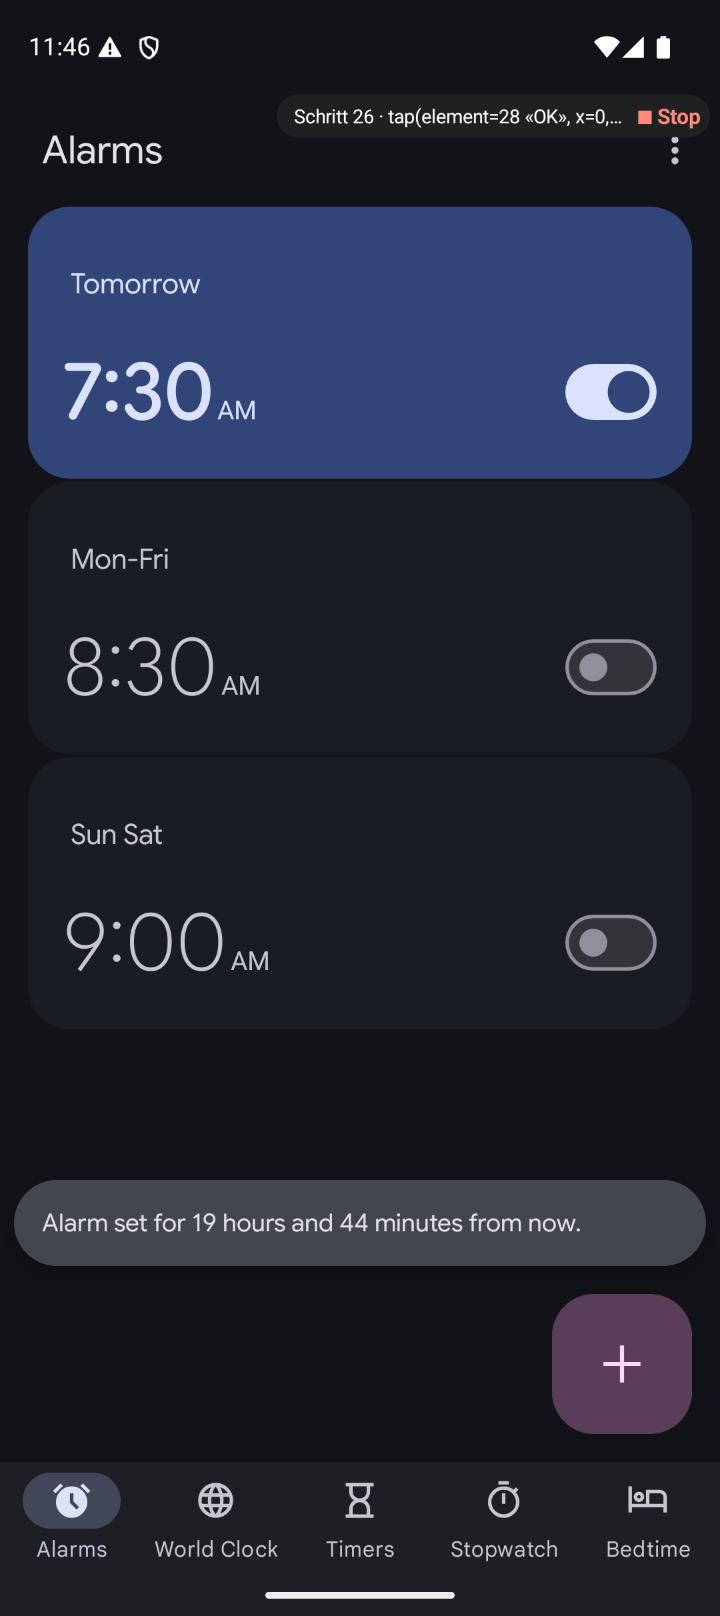 11:46
Schritt 26 · tap(element=28 «OK», x=0,...
Stop
Alarms
Tomorrow
7:30 AM
Mon-Fri
8:30 AM
Sun Sat
9:00 AM
Alarm set for 19 hours and 44 minutes from now.
Alarms
World Clock
Timers
Stopwatch
Bedtime